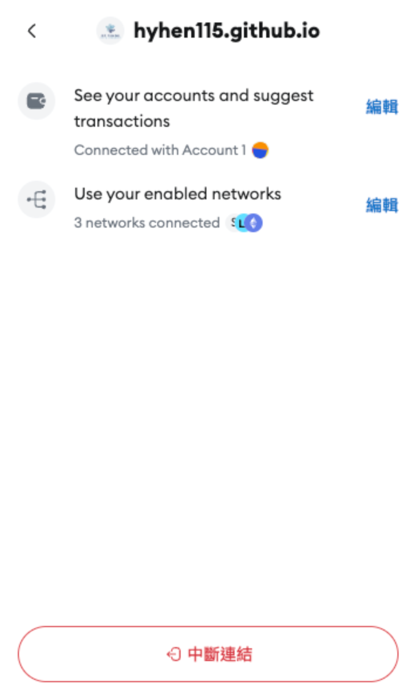 hyhen115.github.io
See your accounts and suggest
transactions
編輯
Connected with Account 1
Use your enabled networks
編輯
3 networks connected
中斷連結